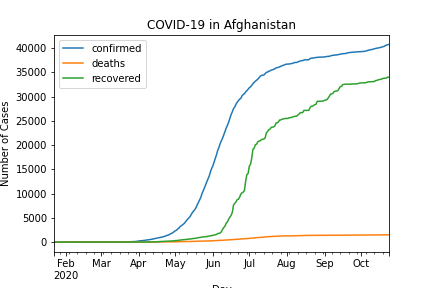 COVID-19 in Afghanistan
confirmed
deaths
recovered
Number of Cases
40000
35000
30000
25000
20000
15000
10000
5000
0
Feb Mar Apr May Jun Jul Aug Sep Oct
2020